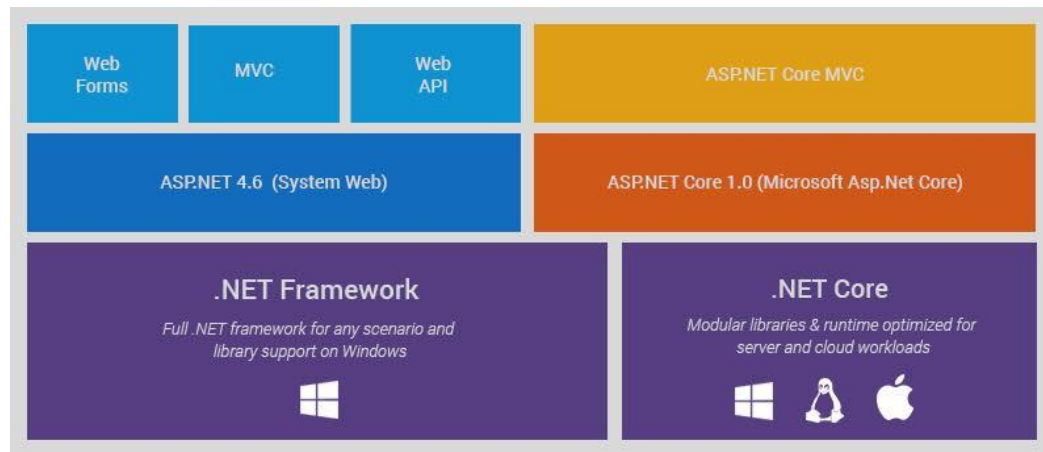 Web
Forms
MVC
Web
API
ASP.NET Core MVC
ASP.NET 4.6 (System Web)
ASP.NET Core 1.0 (Microsoft Asp.Net Core)
.NET Framework
Full .NET framework for any scenario and
library support on Windows
.NET Core
Modular libraries & runtime optimized for
server and cloud workloads